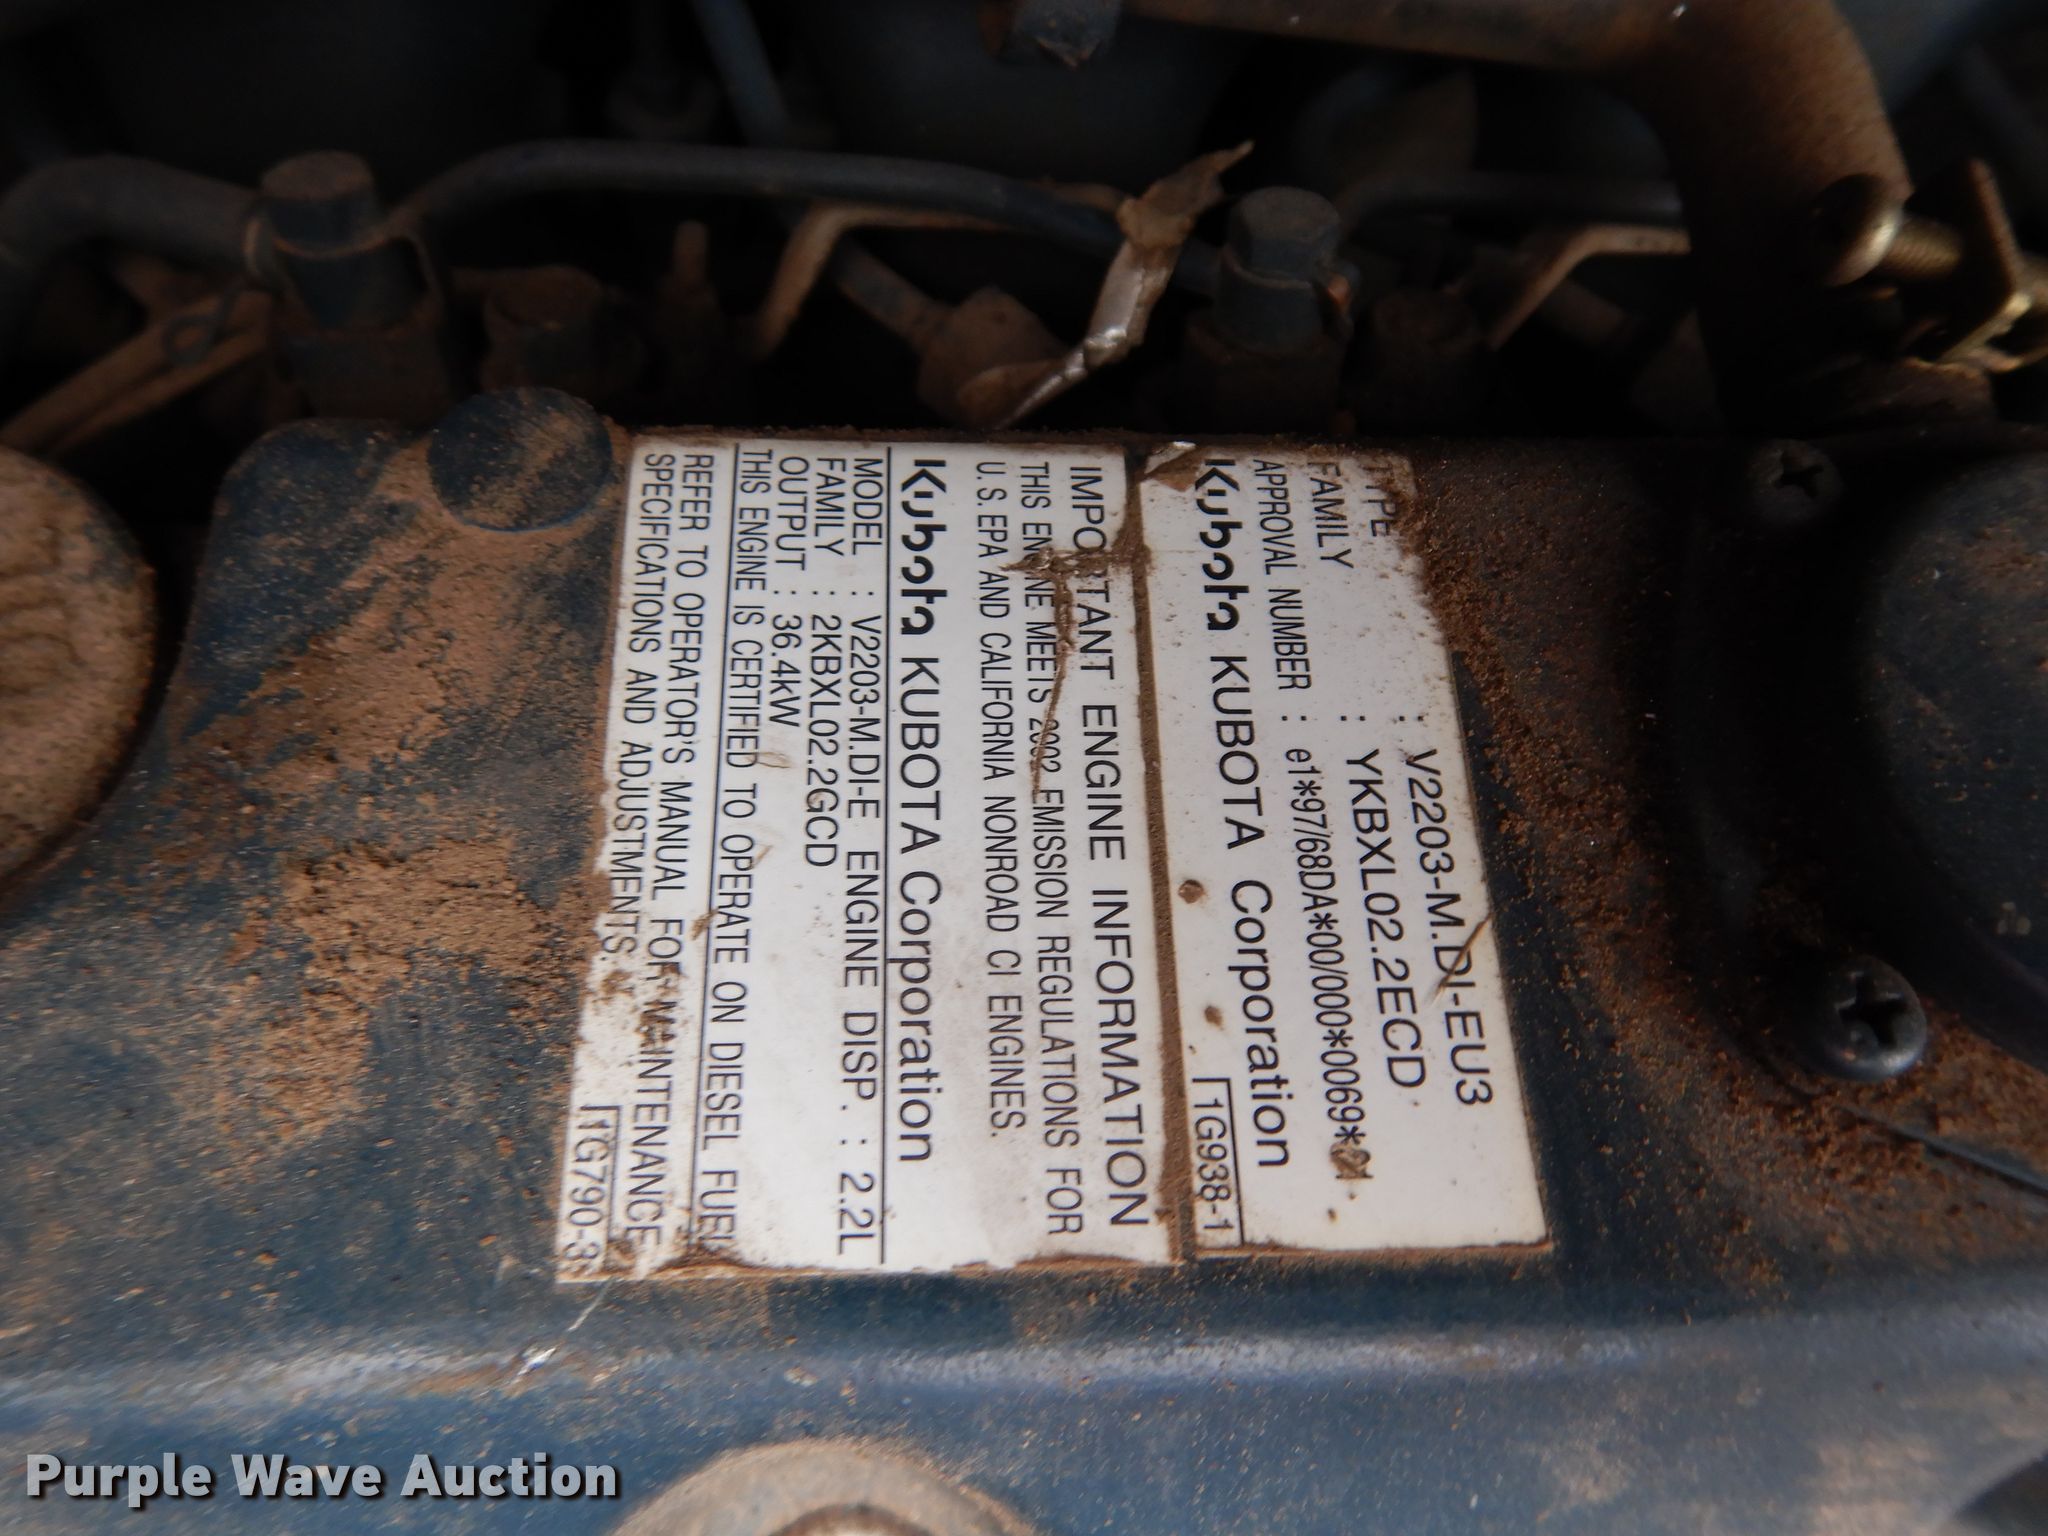 TYPE : V2203-M.DI-EU3
FAMILY : YKBXL02.2ECD
APPROVAL NUMBER : e1*97/68DA*00/000*0069*
Kubota KUBOTA Corporation
1G938-1
IMPORTANT ENGINE INFORMATION
THIS ENGINE MEETS 2002 EMISSION REGULATIONS FOR
U.S.EPA AND CALIFORNIA NONROAD CI ENGINES.
Kubota KUBOTA Corporation
MODEL : V2203-M.DI-E ENGINE DISP. : 2.2L
FAMILY : 2KBXL02.2GCD
OUTPUT : 36.4kW
THIS ENGINE IS CERTIFIED TO OPERATE ON DIESEL FUEL
REFER TO OPERATOR'S MANUAL FOR MAINTENANCE
SPECIFICATIONS AND ADJUSTMENTS.
1G790-3
Purple Wave Auction